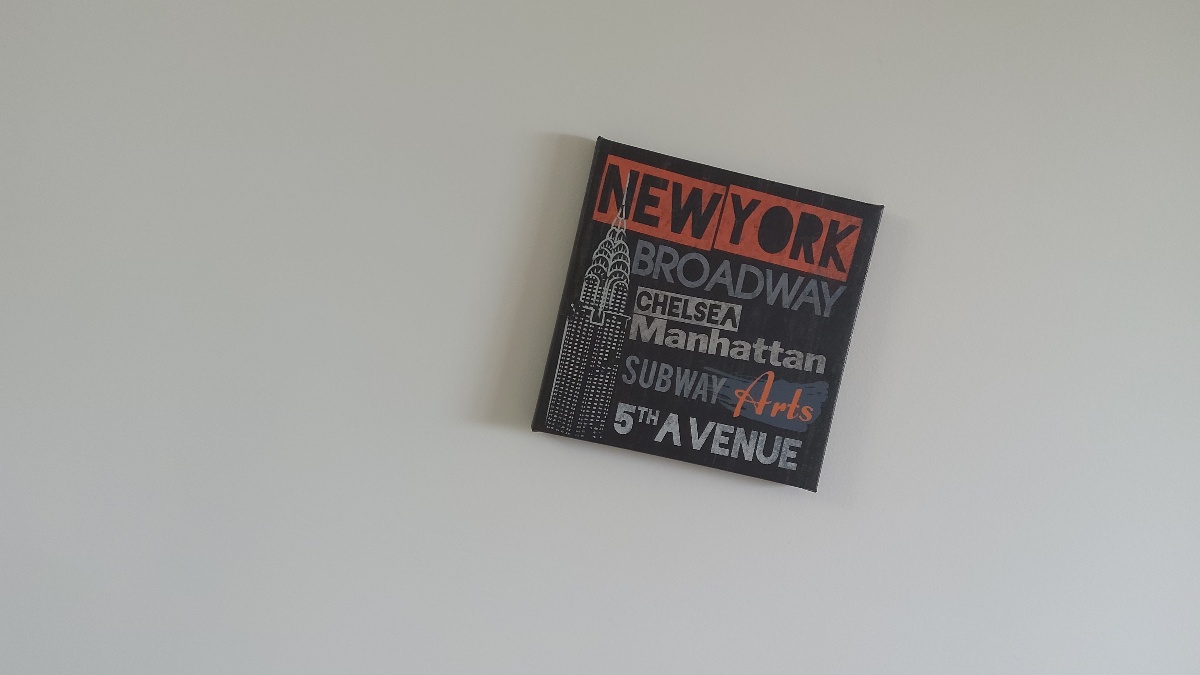 NEW YORK
BROADWAY
CHELSEA
Manhattan
SUBWAY Arts
5TH AVENUE